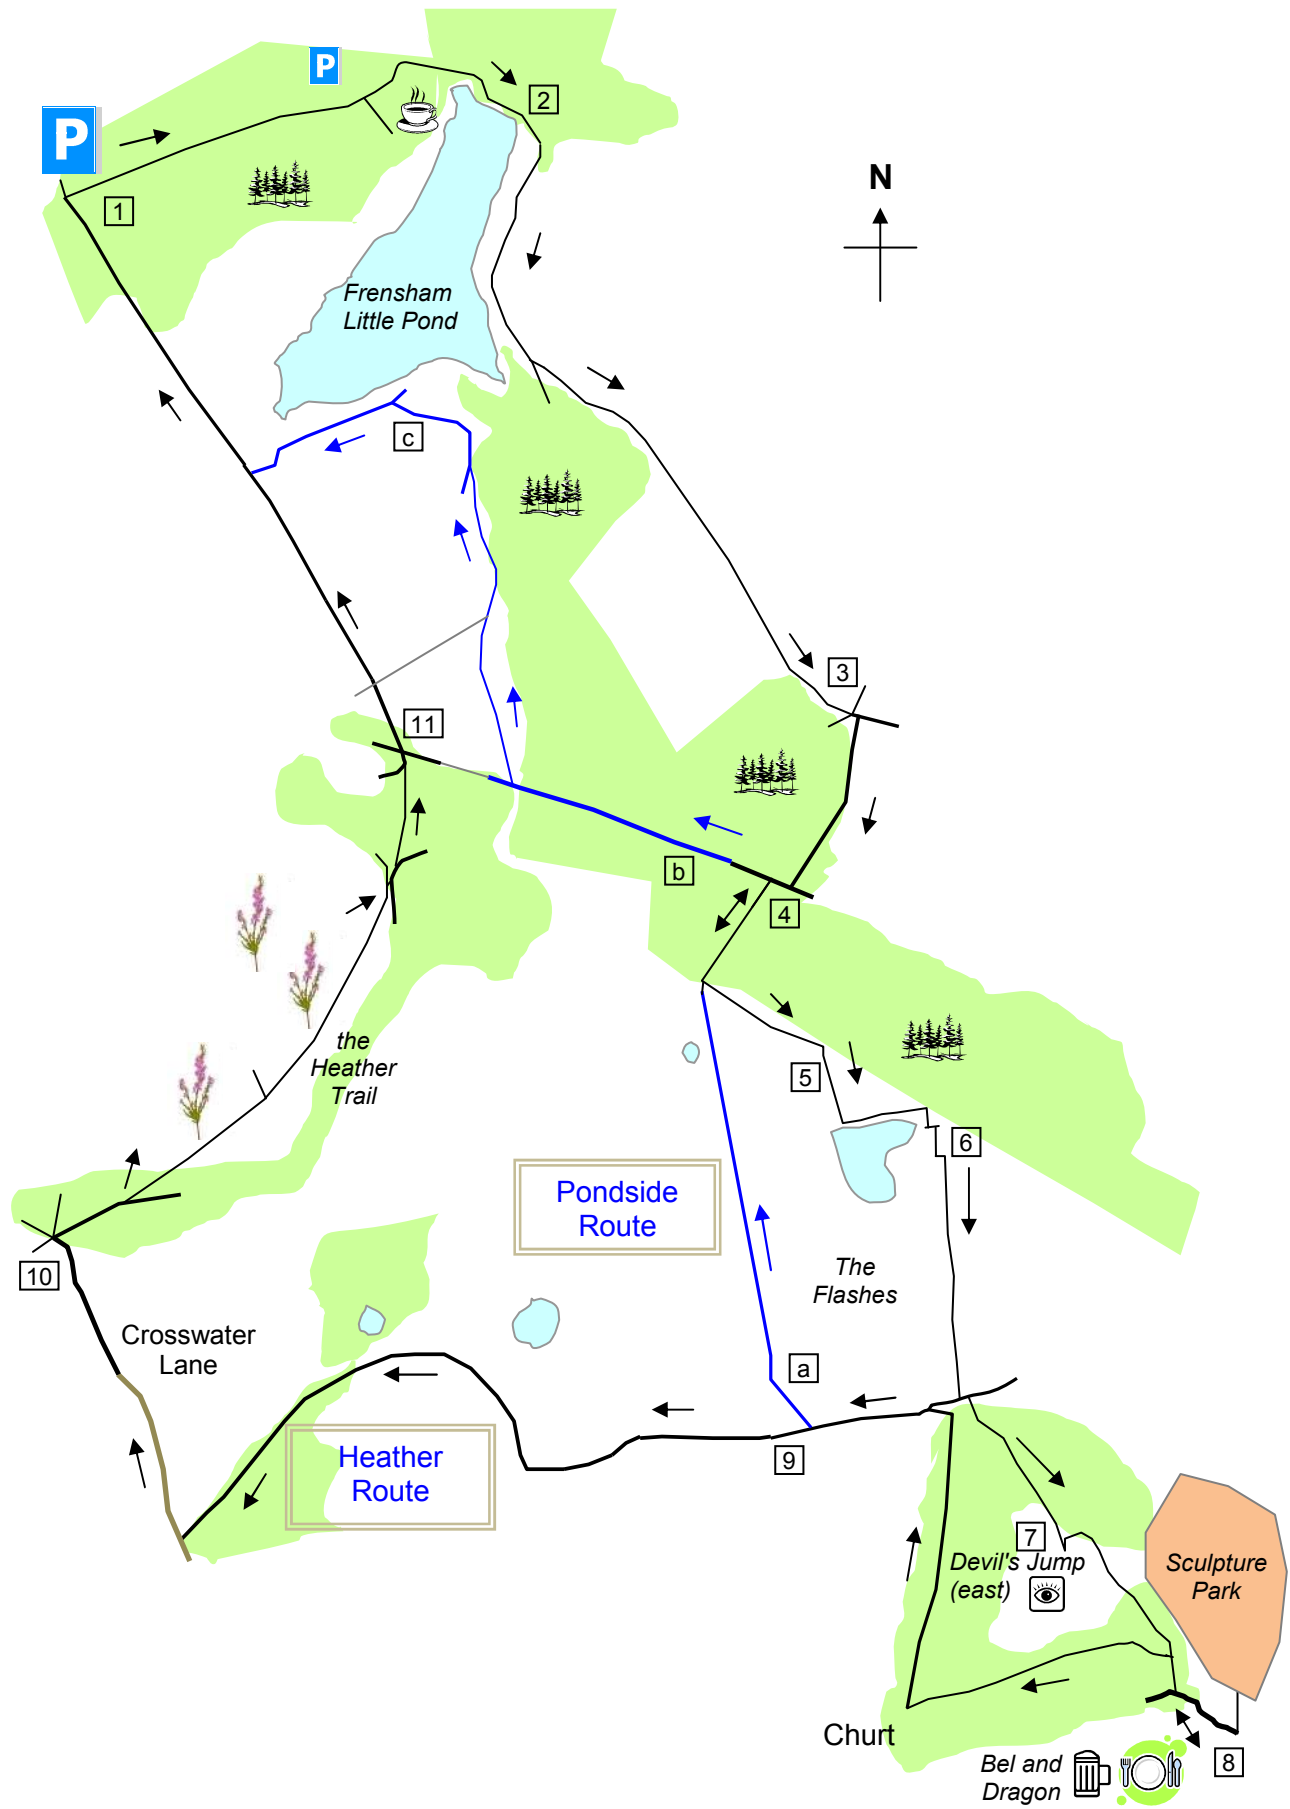 P
P
2
1
N
Frensham
Little Pond
c
3
11
b
4
the
Heather
Trail
5
6
Pondside
Route
10
The
Flashes
Crosswater
Lane
a
Heather
Route
9
7
Devil's Jump
(east)
Sculpture
Park
Churt
8
Bel and
Dragon